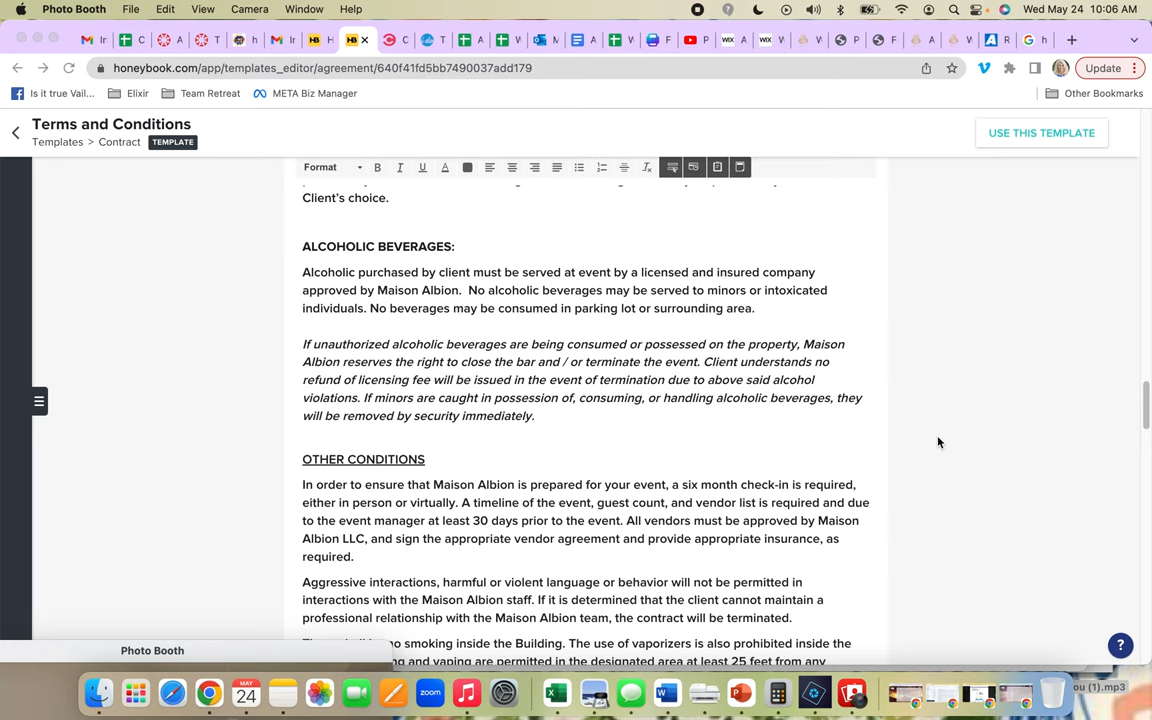 Photo Booth File Edit View Camera Window Help Wed May 24 10:06 AM
Ir C A T h Ir H HB C T A W M A W F P WIX A WIX W A P F A W R h
honeybook.com/app/templates_editor/agreement/640f41fd5bb7490037add179 Update
Is it true Vail... Elixir Team Retreat META Biz Manager Other Bookmarks
Terms and Conditions
Templates > Contract TEMPLATE
USE THIS TEMPLATE
Format B I U A
Client's choice.
ALCOHOLIC BEVERAGES:
Alcoholic purchased by client must be served at event by a licensed and insured company
approved by Maison Albion. No alcoholic beverages may be served to minors or intoxicated
individuals. No beverages may be consumed in parking lot or surrounding area.
If unauthorized alcoholic beverages are being consumed or possessed on the property, Maison
Albion reserves the right to close the bar and / or terminate the event. Client understands no
refund of licensing fee will be issued in the event of termination due to above said alcohol
violations. If minors are caught in possession of, consuming, or handling alcoholic beverages, they
will be removed by security immediately.
OTHER CONDITIONS
In order to ensure that Maison Albion is prepared for your event, a six month check-in is required,
either in person or virtually. A timeline of the event, guest count, and vendor list is required and due
to the event manager at least 30 days prior to the event. All vendors must be approved by Maison
Albion LLC, and sign the appropriate vendor agreement and provide appropriate insurance, as
required.
Aggressive interactions, harmful or violent language or behavior will not be permitted in
interactions with the Maison Albion staff. If it is determined that the client cannot maintain a
professional relationship with the Maison Albion team, the contract will be terminated.
no smoking inside the Building. The use of vaporizers is also prohibited inside the
and vaping are permitted in the designated area at least 25 feet from any
Photo Booth
?
MAY
24
zoom
ou (1).mp3